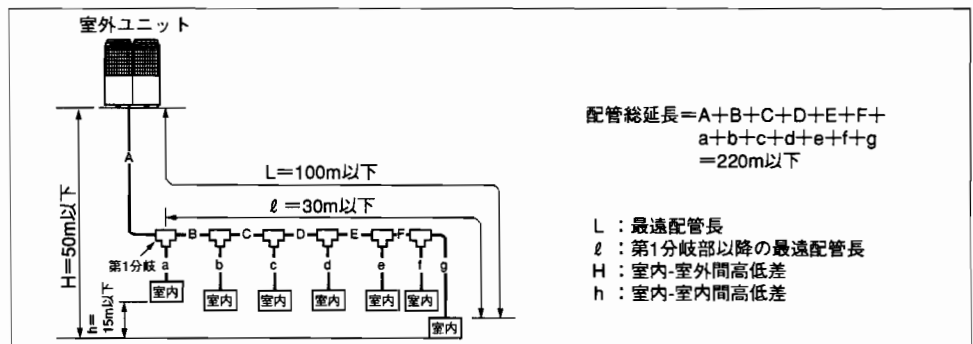 室外ユニット
A
H=50m以下
L=100m以下
ℓ=30m以下
B C D E F
第1分岐
a b c d e f g
室内 室内 室内 室内 室内 室内 室内
h=
15m以下
配管総延長=A+B+C+D+E+F+
a+b+c+d+e+f+g
=220m以下
L:最遠配管長
ℓ:第1分岐部以降の最遠配管長
H:室内-室外間高低差
h:室内-室内間高低差